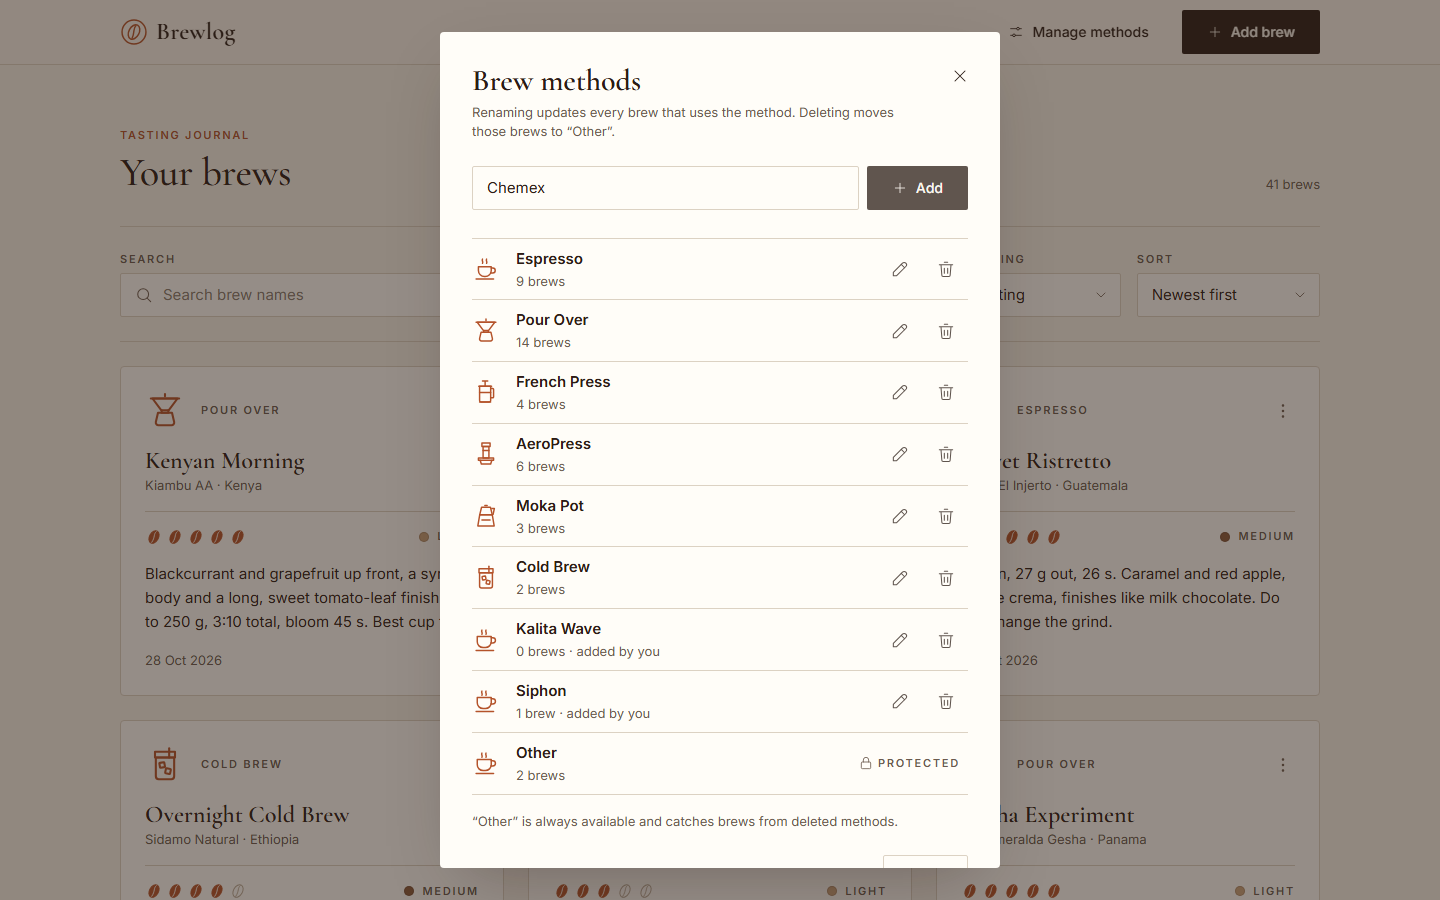 Brewlog
Manage methods
Add brew
TASTING JOURNAL
Your brews
41 brews
SEARCH
Search brew names
SORT
Newest first
Brew methods
Renaming updates every brew that uses the method. Deleting moves
those brews to “Other”.
Chemex
Add
Espresso
9 brews
Pour Over
14 brews
French Press
4 brews
AeroPress
6 brews
Moka Pot
3 brews
Cold Brew
2 brews
Kalita Wave
0 brews · added by you
Siphon
1 brew · added by you
Other
2 brews
PROTECTED
“Other” is always available and catches brews from deleted methods.
POUR OVER
Kenyan Morning
Kiambu AA · Kenya
Blackcurrant and grapefruit up front, a
body and a long, sweet tomato-leaf finish
to 250 g, 3:10 total, bloom 45 s. Best cup
28 Oct 2026
ESPRESSO
Ristretto
El Injerto · Guatemala
MEDIUM
27 g out, 26 s. Caramel and red apple,
crema, finishes like milk chocolate. Do
the grind.
2026
COLD BREW
Overnight Cold Brew
Sidamo Natural · Ethiopia
MEDIUM
LIGHT
POUR OVER
Experiment
Gesha · Panama
LIGHT